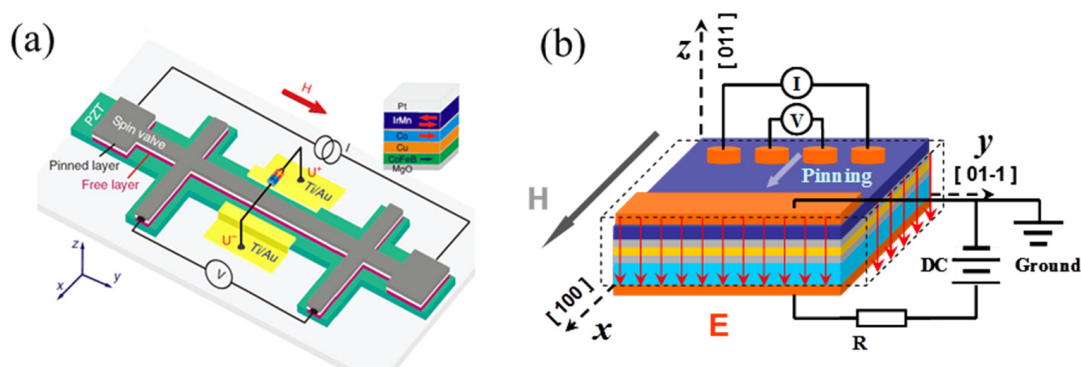 (a)
H
PZT
Spin valve
Pinned layer
Free layer
I
Pt
IrMn
Co
Cu
CoFeB
MgO
U⁺
Ti/Au
U⁻
Ti/Au
V
z
y
x
(b)
z
[ 011 ]
I
V
y
[ 01-1 ]
Pinning
H
DC
Ground
[ 100 ]
x
E
R